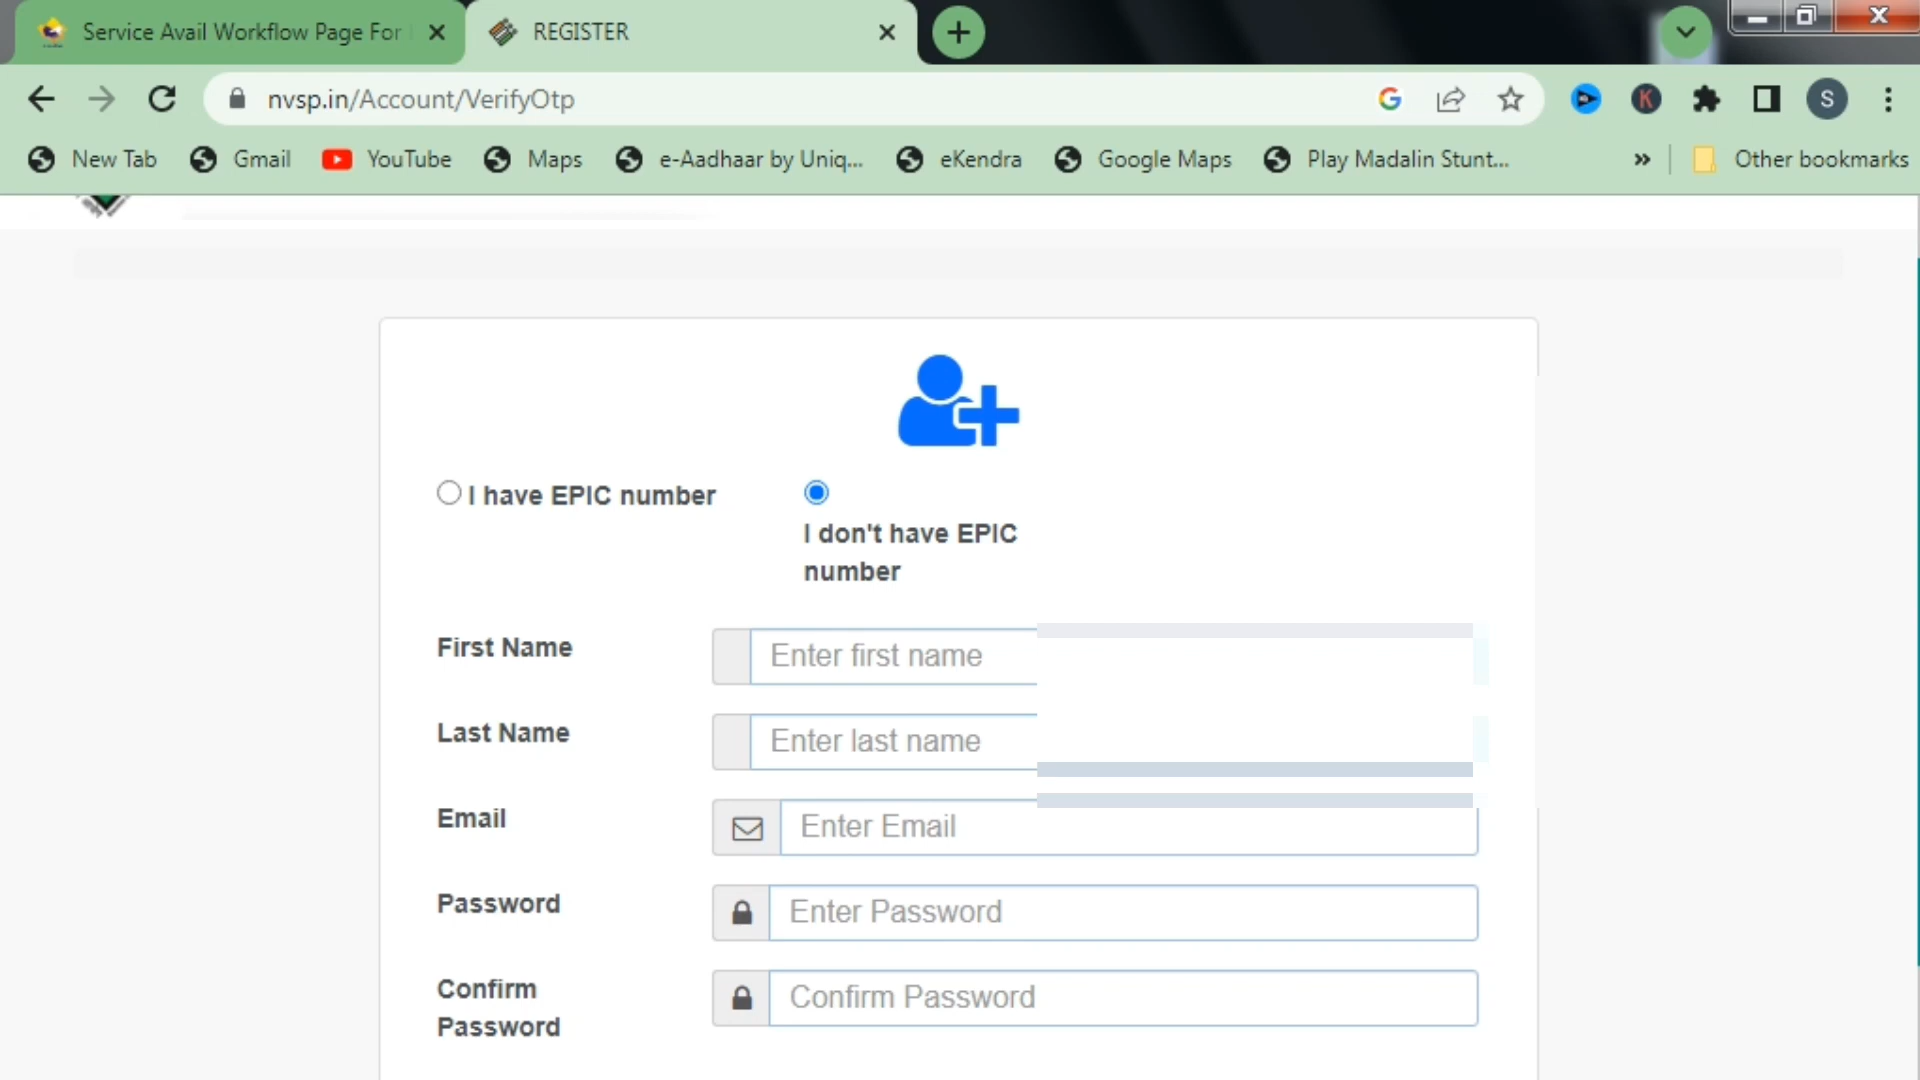 Service Avail Workflow Page For
REGISTER
nvsp.in/Account/VerifyOtp
S
K
New Tab
Gmail
YouTube
Maps
e-Aadhaar by Uniq...
eKendra
Google Maps
Play Madalin Stunt...
»
Other bookmarks
I have EPIC number
I don't have EPIC
number
First Name
Enter first name
Last Name
Enter last name
Email
Enter Email
Password
Enter Password
Confirm
Password
Confirm Password